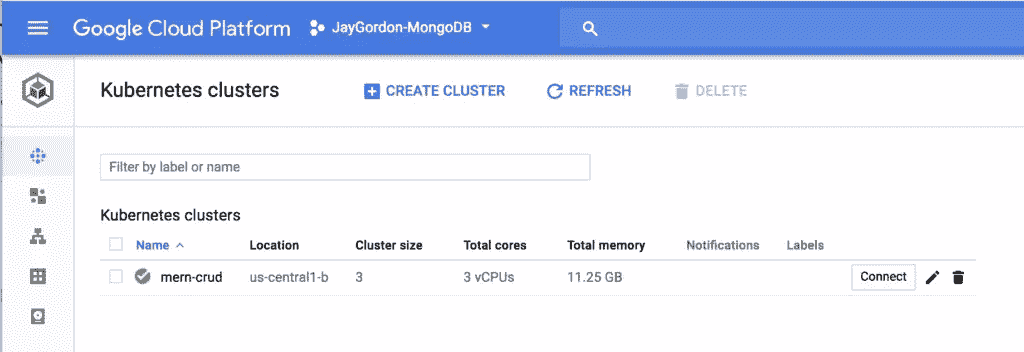 Google Cloud Platform JayGordon-MongoDB
Kubernetes clusters CREATE CLUSTER REFRESH DELETE
Filter by label or name
Kubernetes clusters
Name Location Cluster size Total cores Total memory Notifications Labels
mern-crud us-central1-b 3 3 vCPUs 11.25 GB Connect